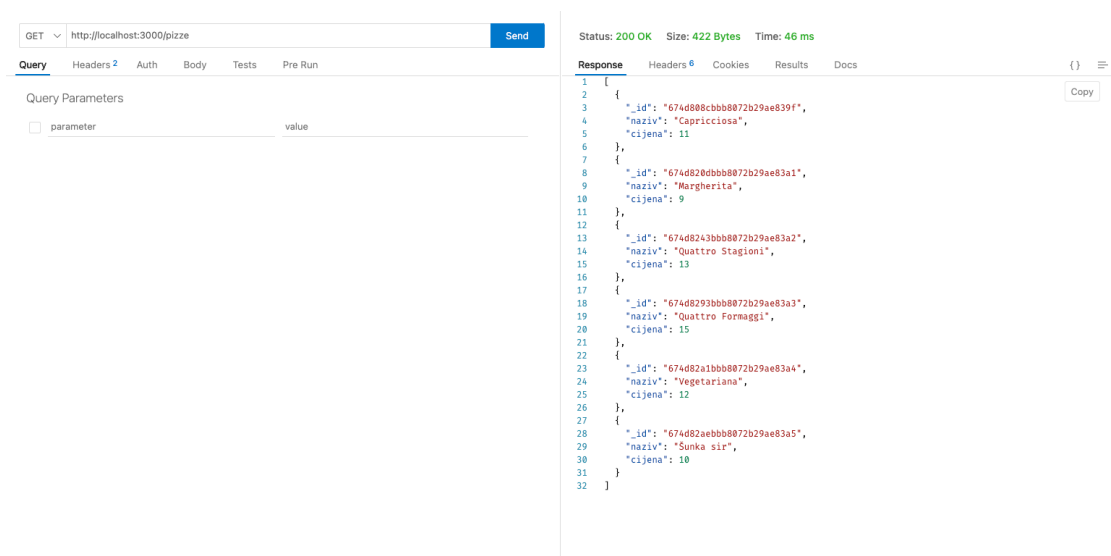 GET http://localhost:3000/pizze Send
Query Headers 2 Auth Body Tests Pre Run
Query Parameters
parameter value
Status: 200 OK Size: 422 Bytes Time: 46 ms
Response Headers 6 Cookies Results Docs { }
Copy
1 [
2 {
3 "_id": "674d808cbbb8072b29ae839f",
4 "naziv": "Capricciosa",
5 "cijena": 11
6 },
7 {
8 "_id": "674d820dbbb8072b29ae83a1",
9 "naziv": "Margherita",
10 "cijena": 9
11 },
12 {
13 "_id": "674d8243bbb8072b29ae83a2",
14 "naziv": "Quattro Stagioni",
15 "cijena": 13
16 },
17 {
18 "_id": "674d8293bbb8072b29ae83a3",
19 "naziv": "Quattro Formaggi",
20 "cijena": 15
21 },
22 {
23 "_id": "674d82a1bbb8072b29ae83a4",
24 "naziv": "Vegetariana",
25 "cijena": 12
26 },
27 {
28 "_id": "674d82aebbb8072b29ae83a5",
29 "naziv": "Šunka sir",
30 "cijena": 10
31 }
32 ]